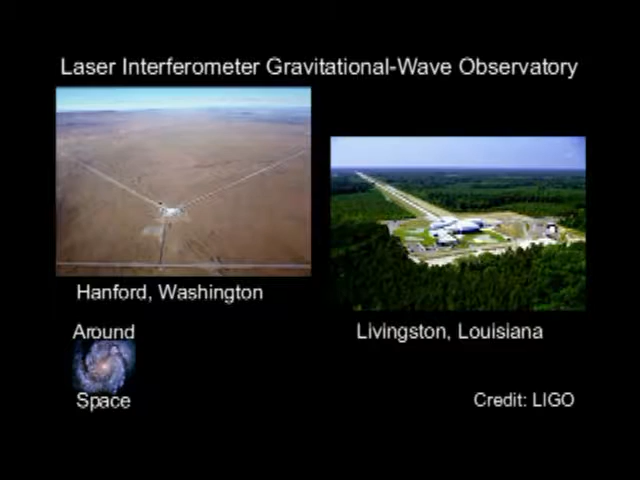 Laser Interferometer Gravitational-Wave Observatory
Hanford, Washington
Livingston, Louisiana
Around
Space
Credit: LIGO